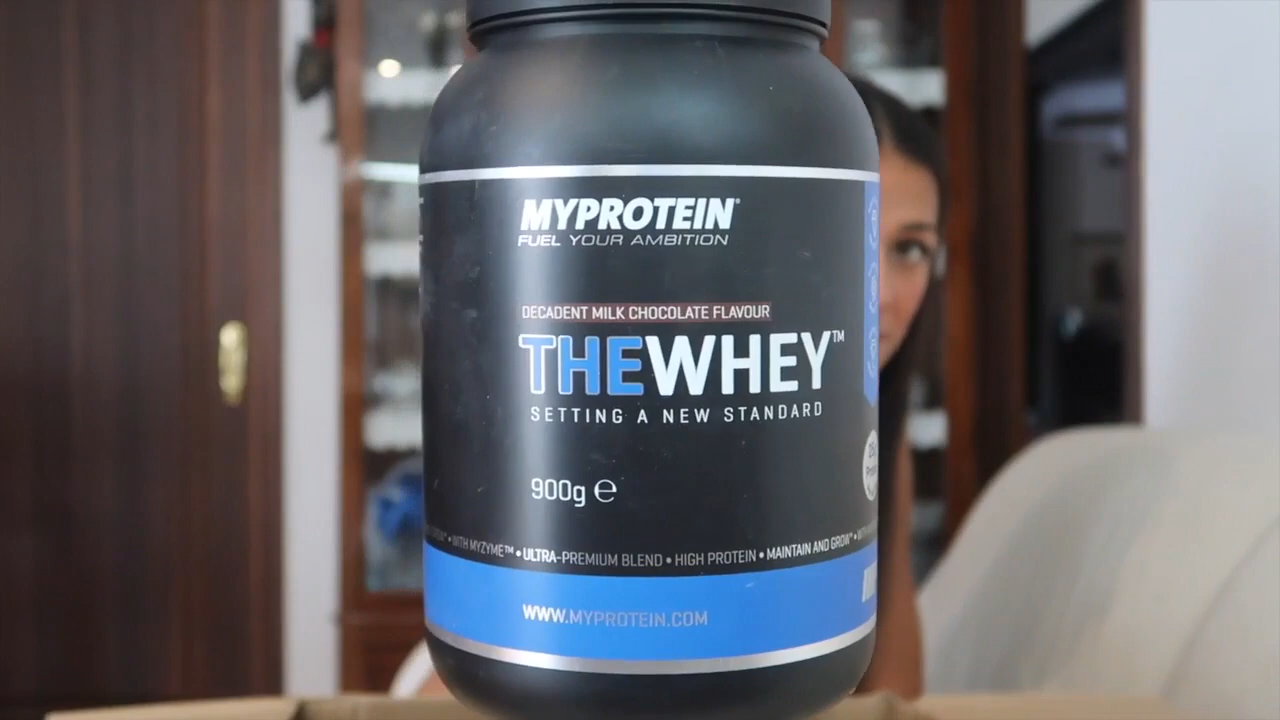 MYPROTEIN®
FUEL YOUR AMBITION
DECADENT MILK CHOCOLATE FLAVOUR
THEWHEY™
SETTING A NEW STANDARD
900g ℮
• WITH MYZYME™ • ULTRA-PREMIUM BLEND • HIGH PROTEIN • MAINTAIN AND GROW* •
WWW.MYPROTEIN.COM